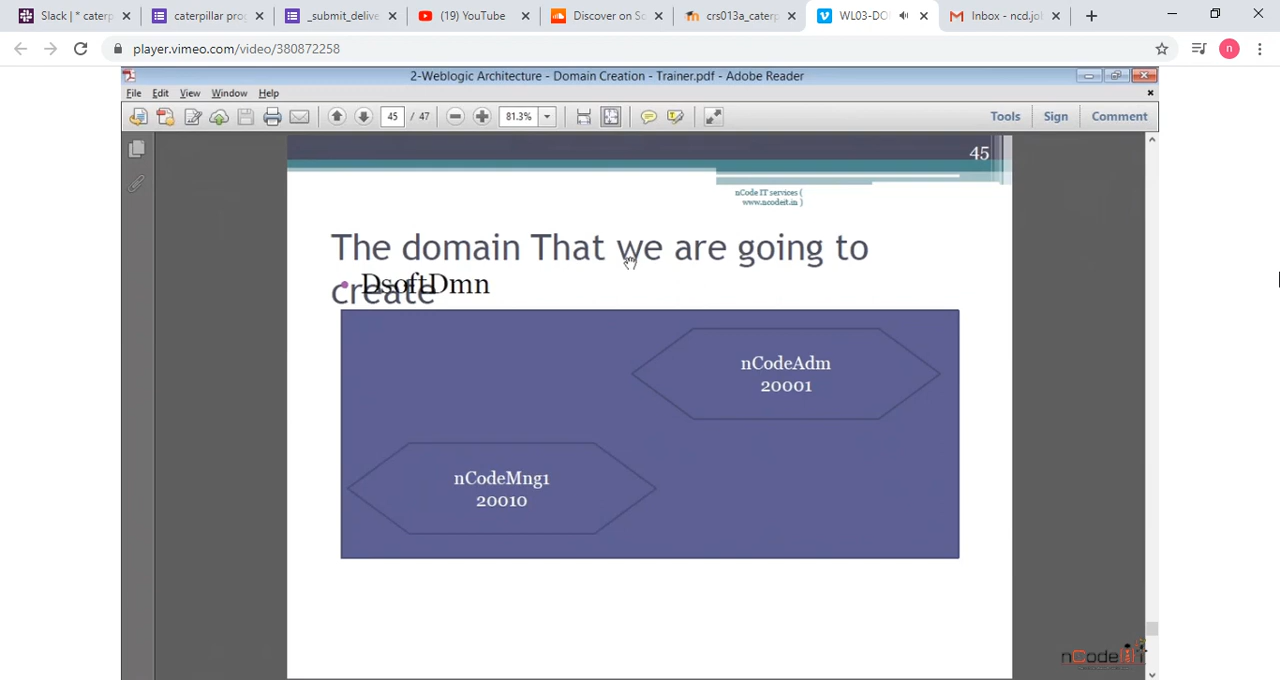 Slack | * caterp
caterpillar prog
_submit_delive
(19) YouTube
Discover on So
crs013a_caterp
WL03-DO
Inbox - ncd.jo
player.vimeo.com/video/380872258
n
2-Weblogic Architecture - Domain Creation - Trainer.pdf - Adobe Reader
File Edit View Window Help
45 / 47
81.3%
Tools
Sign
Comment
45
nCode IT services (
www.ncodeit.in )
The domain That we are going to
create
• DsoftDmn
nCodeAdm
20001
nCodeMng1
20010
nCodeIT